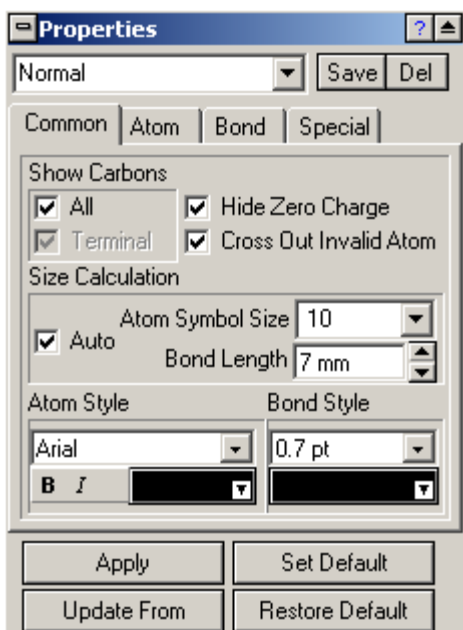 Properties ?
Normal Save Del
Common Atom Bond Special
Show Carbons
All Hide Zero Charge
Terminal Cross Out Invalid Atom
Size Calculation
Atom Symbol Size 10
Auto
Bond Length 7 mm
Atom Style Bond Style
Arial 0.7 pt
B I
Apply Set Default
Update From Restore Default